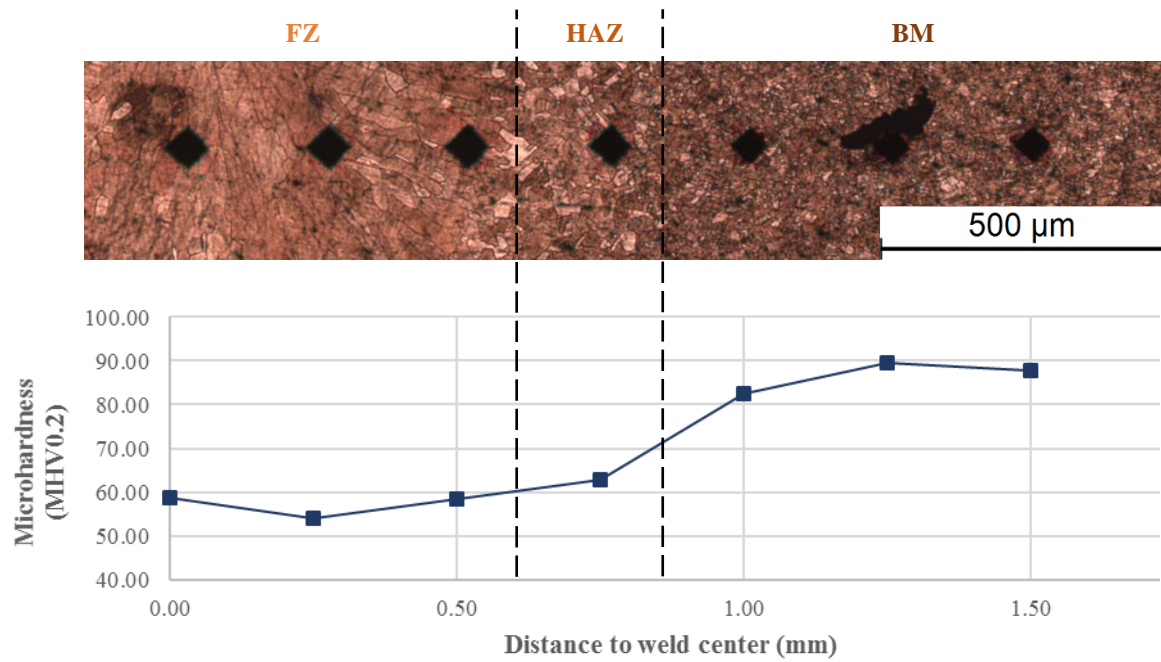 FZ HAZ BM
500 µm
100.00
90.00
80.00
70.00
60.00
50.00
40.00
Microhardness
(MHV0.2)
0.00 0.50 1.00 1.50
Distance to weld center (mm)